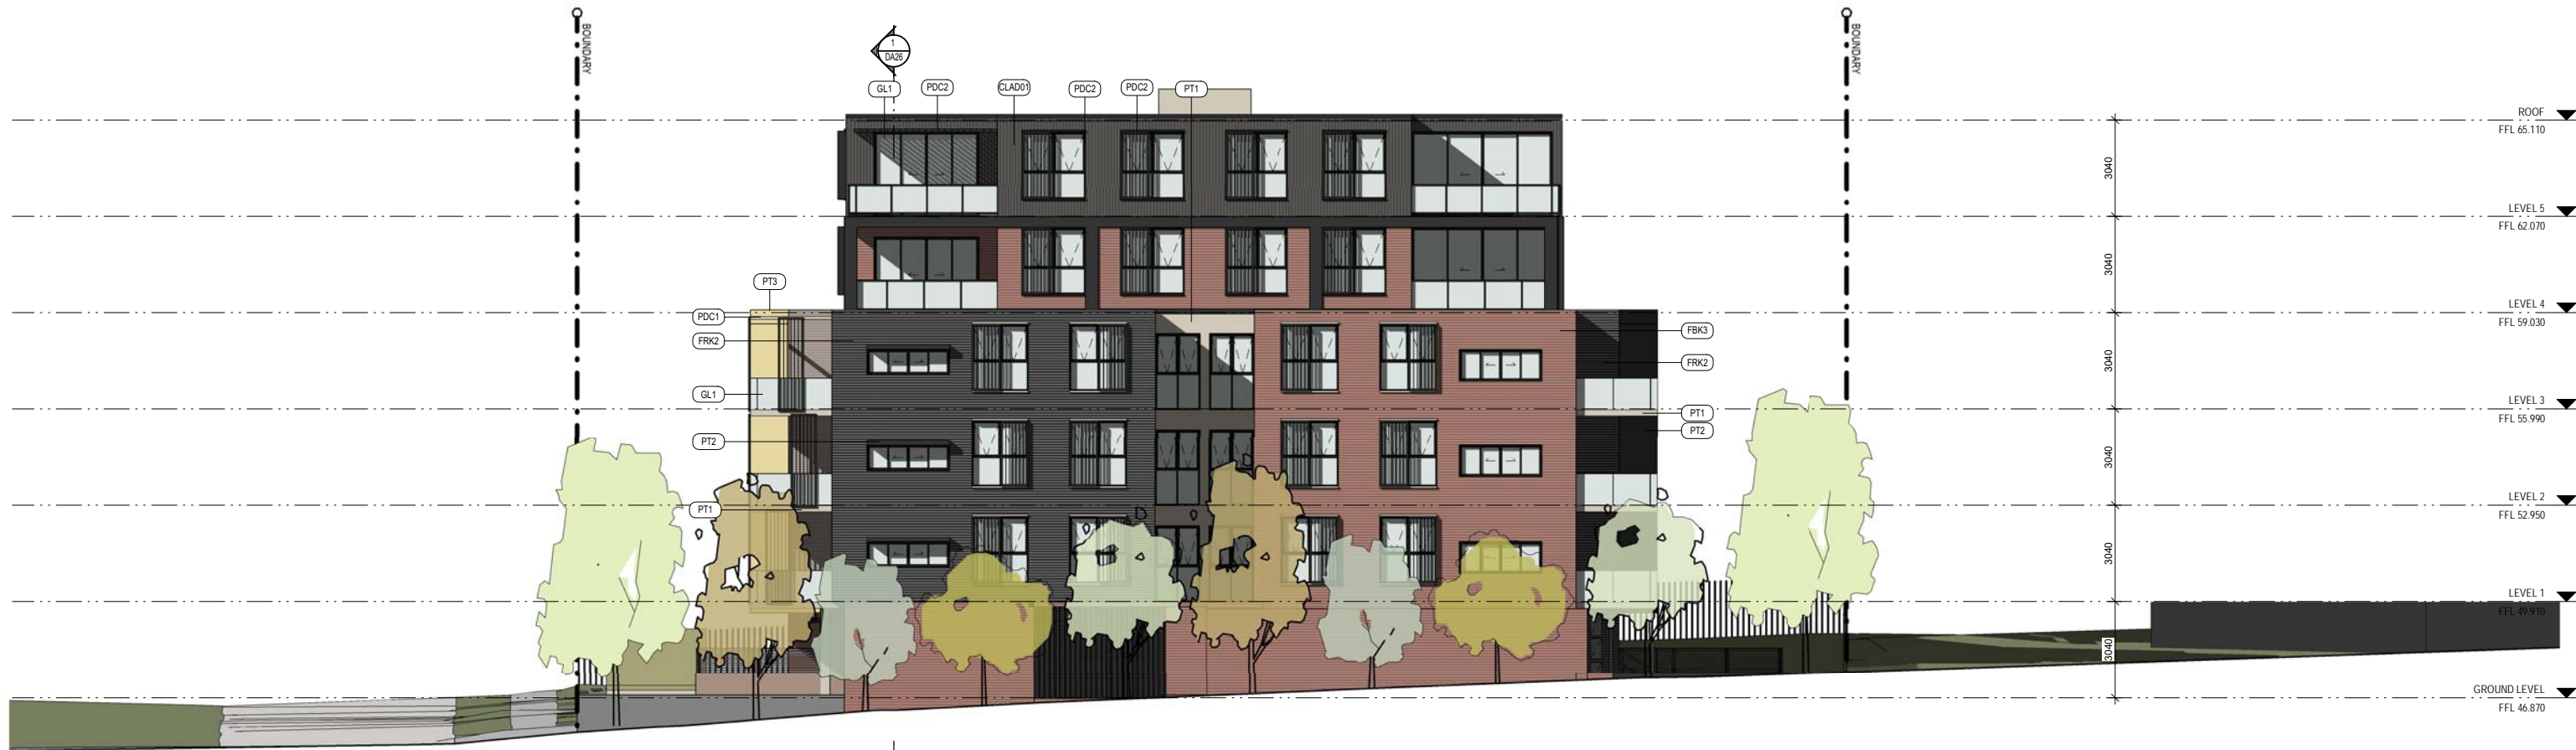 BOUNDARY
BOUNDARY
1
DA26
GL1
PDC2
CLAD01
PDC2
PDC2
PT1
ROOF
FFL 65.110
3040
LEVEL 5
FFL 62.070
3040
PT3
LEVEL 4
PDC1
FFL 59.030
FRK2
FBK3
FRK2
3040
GL1
LEVEL 3
PT1
FFL 55.990
PT2
PT2
3040
LEVEL 2
PT1
FFL 52.950
3040
LEVEL 1
FFL 49.910
3040
GROUND LEVEL
FFL 46.870